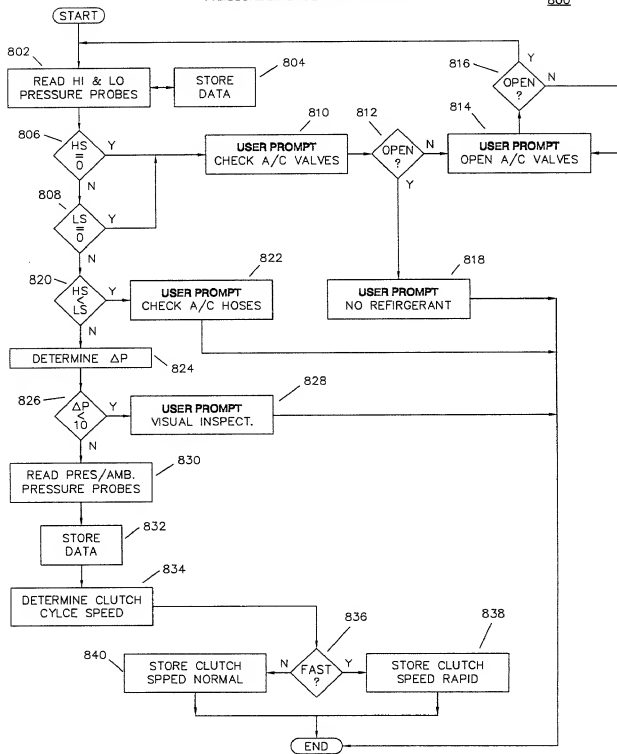 800
START
802
READ HI & LO
PRESSURE PROBES
STORE
DATA
804
806
HS
=
0
Y
N
808
LS
=
0
Y
N
810
USER PROMPT
CHECK A/C VALVES
812
OPEN
?
N
Y
814
USER PROMPT
OPEN A/C VALVES
816
OPEN
?
Y
N
818
USER PROMPT
NO REFIRGERANT
820
HS
<
LS
Y
N
822
USER PROMPT
CHECK A/C HOSES
DETERMINE ΔP
824
826
ΔP
<
10
Y
N
828
USER PROMPT
VISUAL INSPECT.
830
READ PRES/AMB.
PRESSURE PROBES
832
STORE
DATA
834
DETERMINE CLUTCH
CYLCE SPEED
836
FAST
?
N
Y
838
STORE CLUTCH
SPEED RAPID
840
STORE CLUTCH
SPPED NORMAL
END